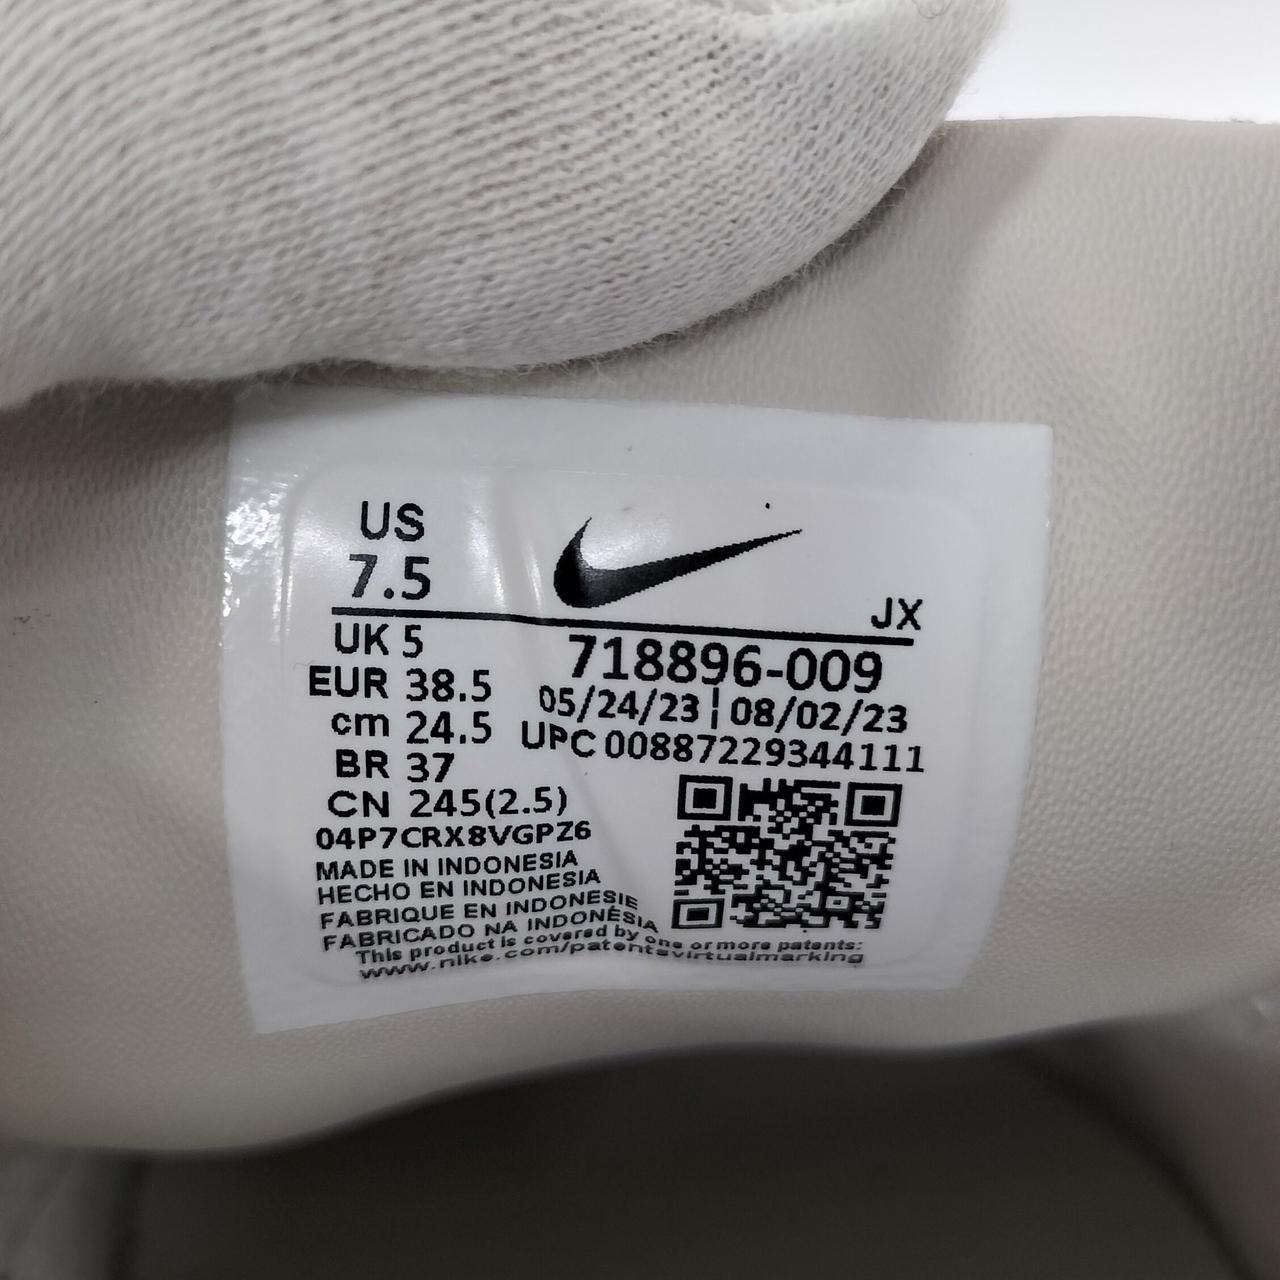 US
7.5
JX
UK 5
EUR 38.5
cm 24.5
BR 37
CN 245(2.5)
718896-009
05/24/23 | 08/02/23
UPC 00887229344111
04P7CRX8VGPZ6
MADE IN INDONESIA
HECHO EN INDONESIA
FABRIQUE EN INDONESIE
FABRICADO NA INDONÉSIA
This product is covered by one or more patents:
www.nike.com/patentsvirtualmarking